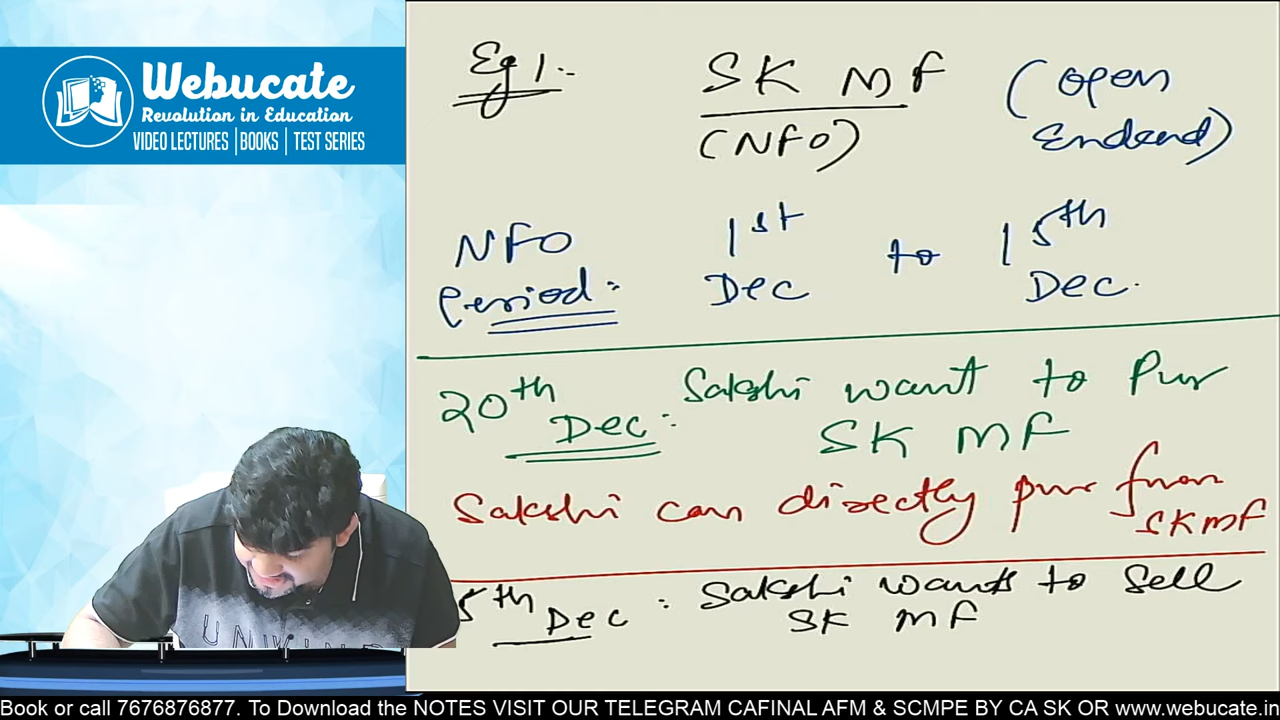 Webucate
Revolution in Education
VIDEO LECTURES | BOOKS | TEST SERIES
Eg 1:-
SK MF (Open
(NFO) Endend)
NFO 1st to 15th
Period:- Dec Dec.
20th Sakshi want to Pur
Dec:- SK MF
Sakshi can directly pur from
SKMF
5th Dec : Sakshi wants to Sell
SK MF
Book or call 7676876877. To Download the NOTES VISIT OUR TELEGRAM CAFINAL AFM & SCMPE BY CA SK OR www.webucate.in